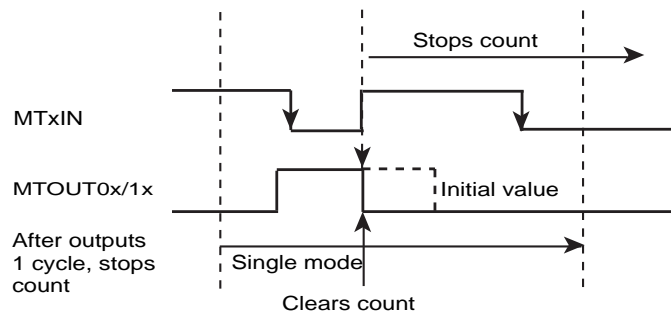 Stops count
MTxIN
MTOUT0x/1x
Initial value
After outputs
1 cycle, stops
count
Single mode
Clears count